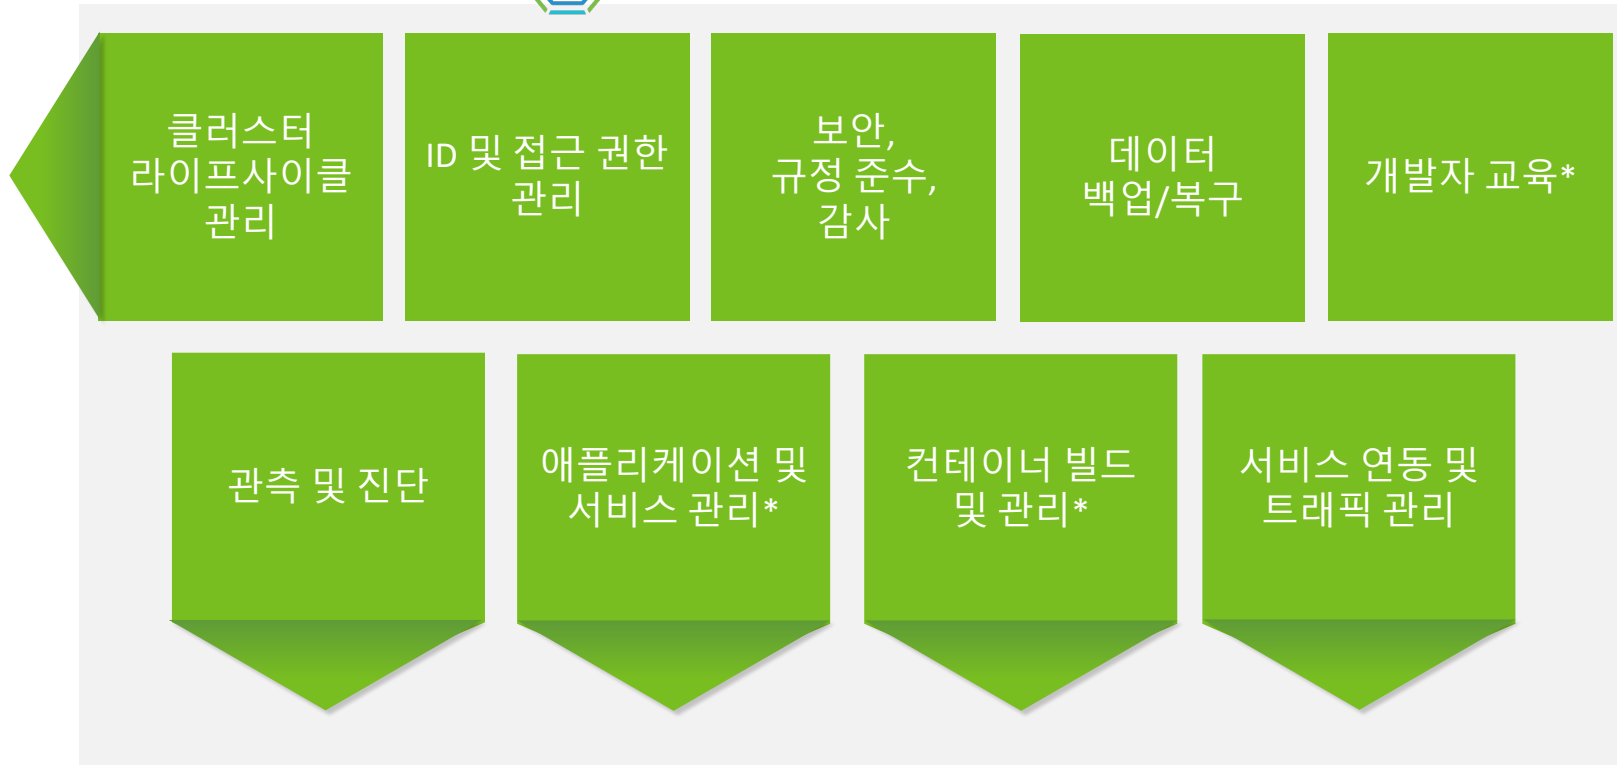 클러스터
라이프사이클
관리
ID 및 접근 권한
관리
보안,
규정 준수,
감사
데이터
백업/복구
개발자 교육*
관측 및 진단
애플리케이션 및
서비스 관리*
컨테이너 빌드
및 관리*
서비스 연동 및
트래픽 관리